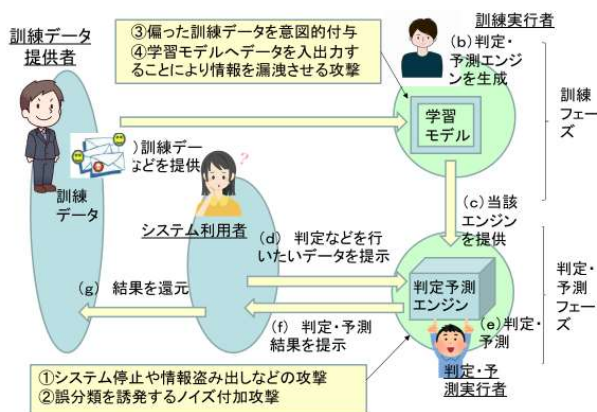 ③偏った訓練データを意図的付与
④学習モデルへデータを入出力す
ることにより情報を漏洩させる攻撃
訓練実行者
訓練データ
提供者
(b) 判定・
予測エンジ
ンを生成
学習
モデル
訓練
フェー
ズ
)訓練デー
などを提供
訓練
データ
システム利用者
?
(c) 当該
エンジン
を提供
(d) 判定などを行
いたいデータを提示
判定予測
エンジン
判定・
予測
フェー
ズ
(g) 結果を還元
(f) 判定・予測
結果を提示
(e) 判定・
予測
判定・予
測実行者
①システム停止や情報盗み出しなどの攻撃
②誤分類を誘発するノイズ付加攻撃